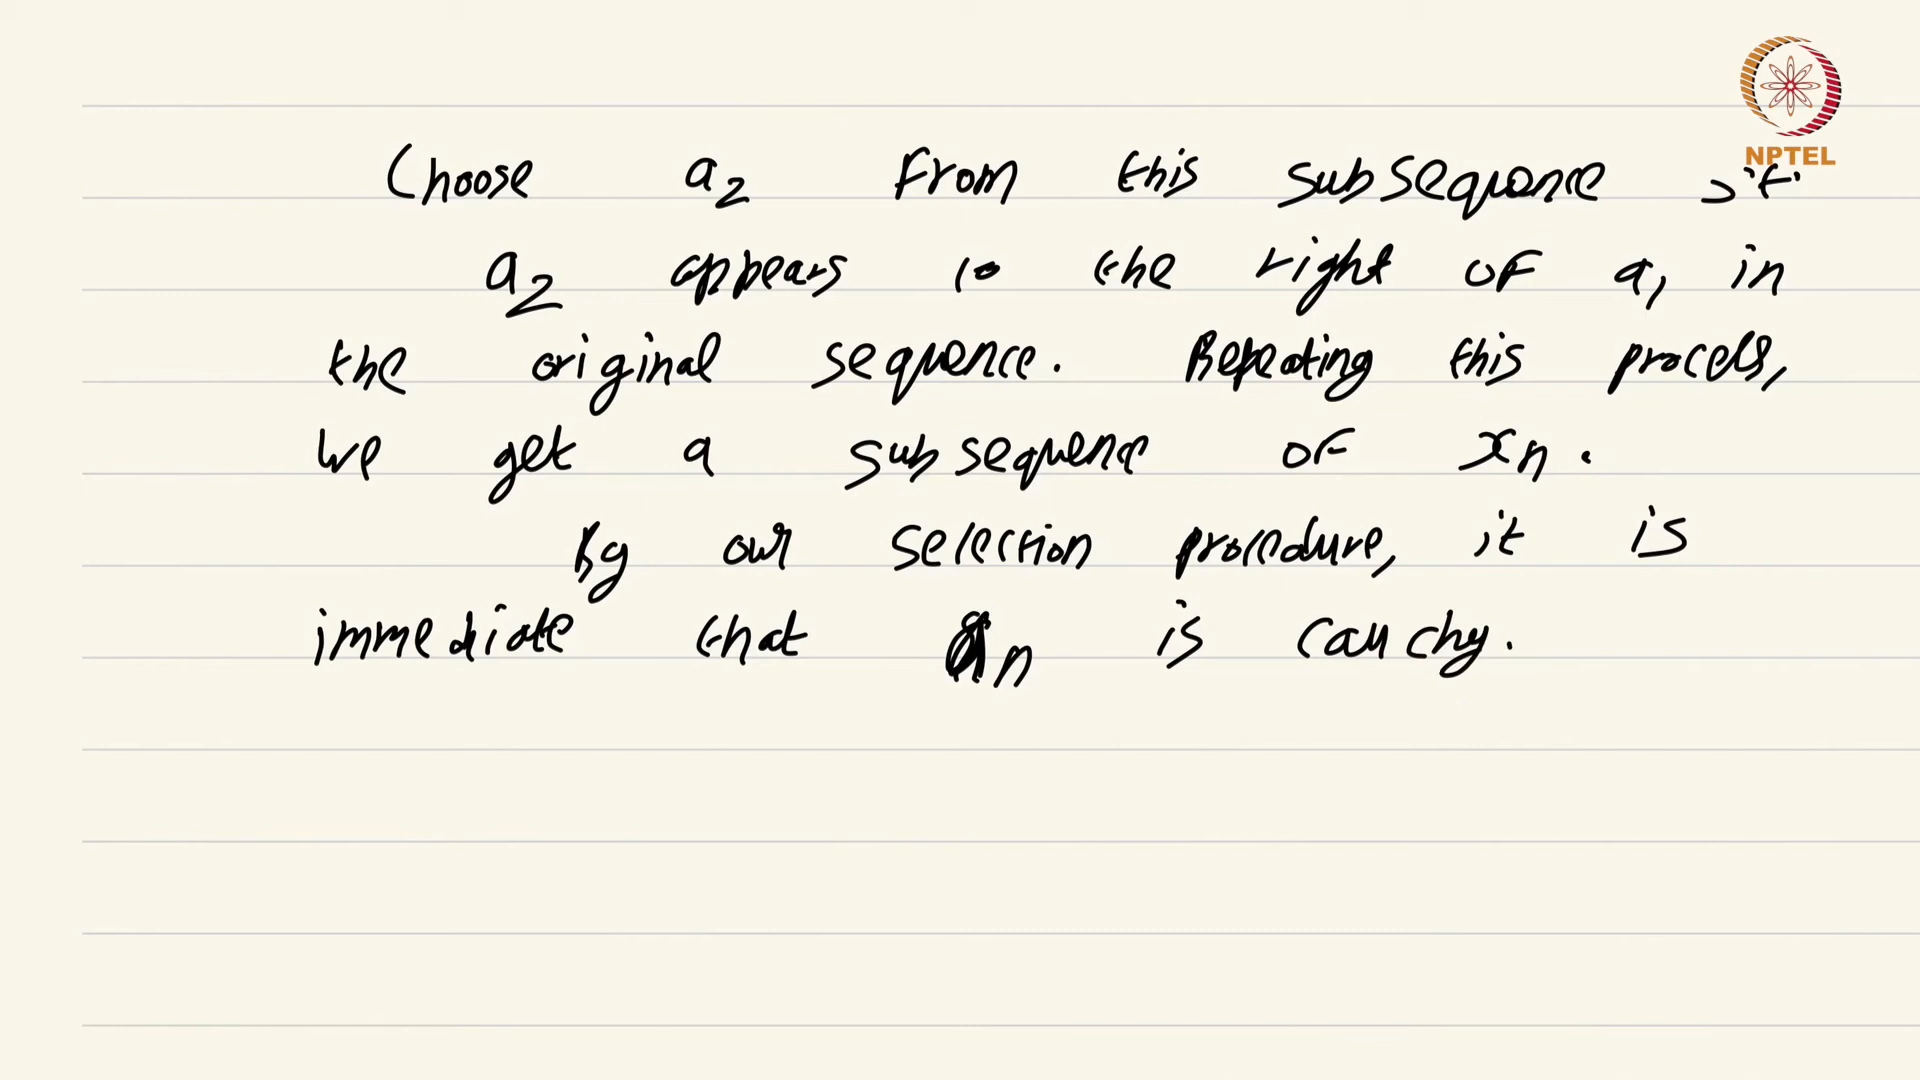 NPTEL
Choose a₂ from this subsequence s.t.
a₂ appears to the right of a₁ in
the original sequence. Repeating this process,
we get a subsequence of xₙ.
By our selection procedure, it is
immediate that aₙ is cauchy.